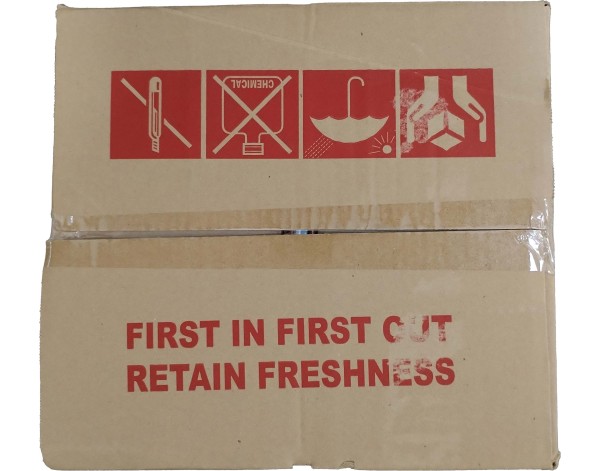 CHEMICAL
FIRST IN FIRST OUT
RETAIN FRESHNESS